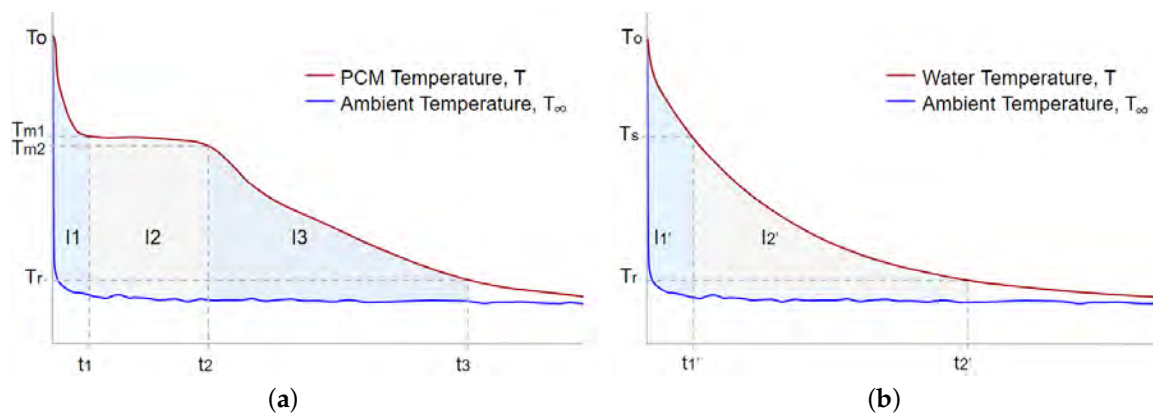 To
PCM Temperature, T
Ambient Temperature, T∞
Tm1
Tm2
I1
I2
I3
Tr
t1
t2
t3
(a)
To
Water Temperature, T
Ambient Temperature, T∞
Ts
I1'
I2'
Tr
t1'
t2'
(b)